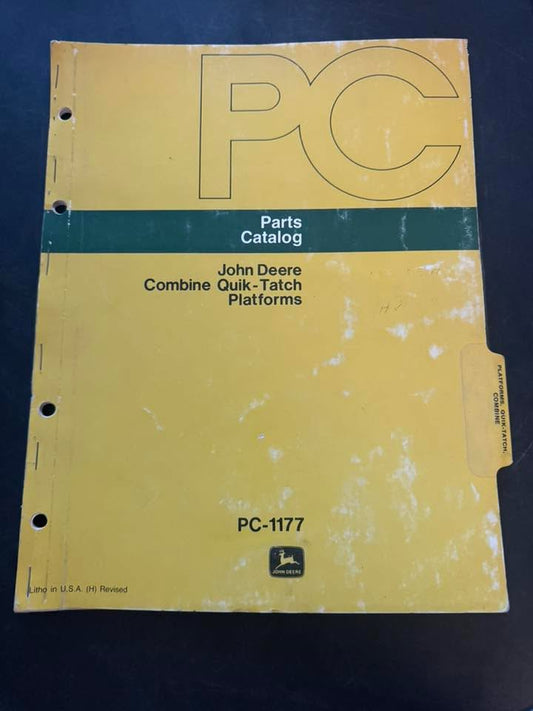 PC
Parts
Catalog
John Deere
Combine Quik-Tatch
Platforms
PLATFORMS, QUIK-TATCH,
COMBINE
PC-1177
JOHN DEERE
Litho in U.S.A. (H) Revised